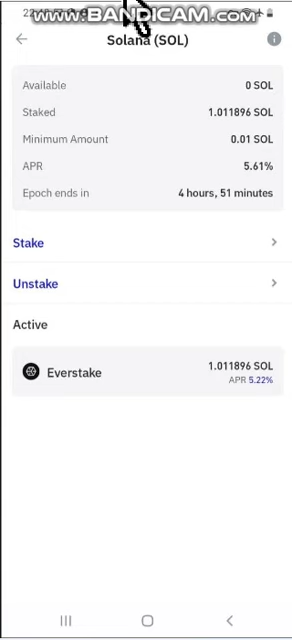 www.BANDICAM.com
Solana (SOL)
Available 0 SOL
Staked 1.011896 SOL
Minimum Amount 0.01 SOL
APR 5.61%
Epoch ends in 4 hours, 51 minutes
Stake
Unstake
Active
Everstake 1.011896 SOL
APR 5.22%